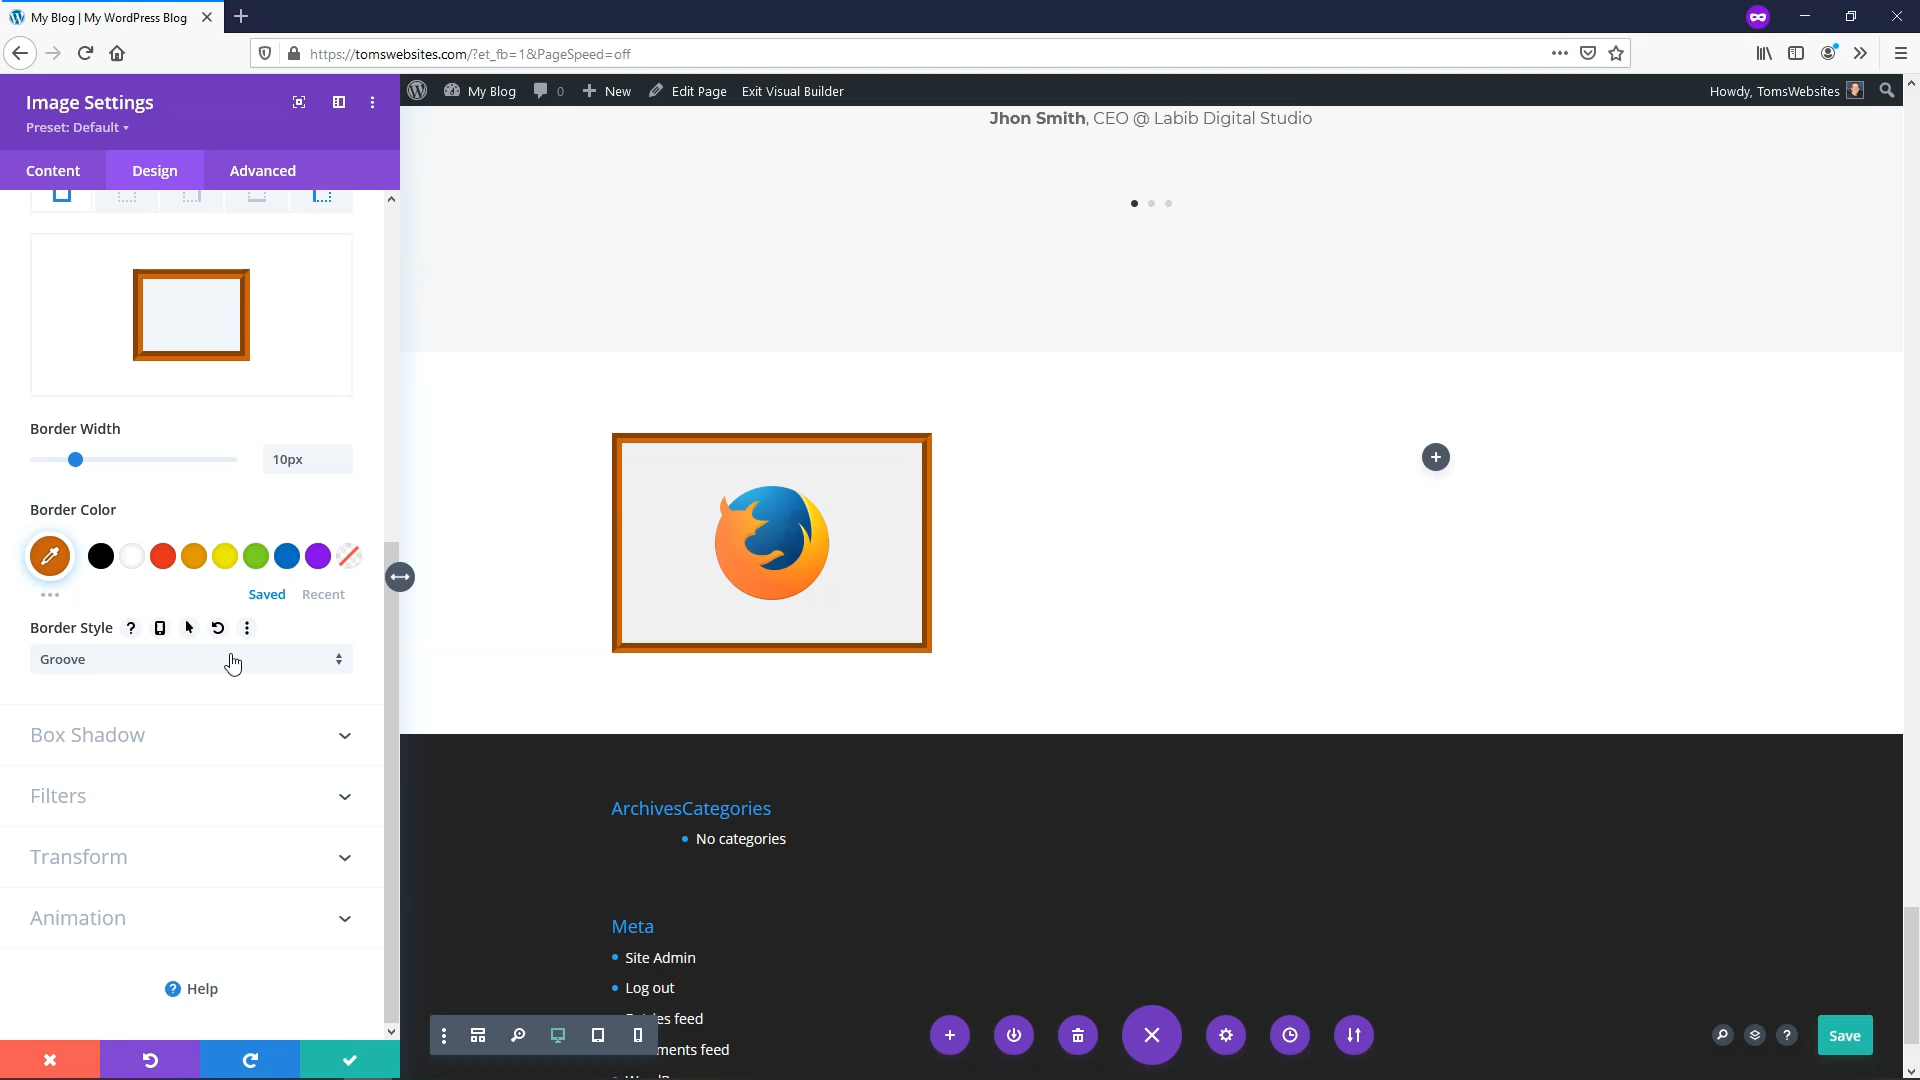 My Blog | My WordPress Blog
https://tomswebsites.com/?et_fb=1&PageSpeed=off
Image Settings
Preset: Default
Content
Design
Advanced
My Blog
0
New
Edit Page
Exit Visual Builder
Howdy, TomsWebsites
Jhon Smith, CEO @ Labib Digital Studio
Border Width
10px
Border Color
Saved
Recent
Border Style
Groove
Box Shadow
Filters
Transform
Animation
Help
ArchivesCategories
No categories
Meta
Site Admin
Log out
feed
feed
Save